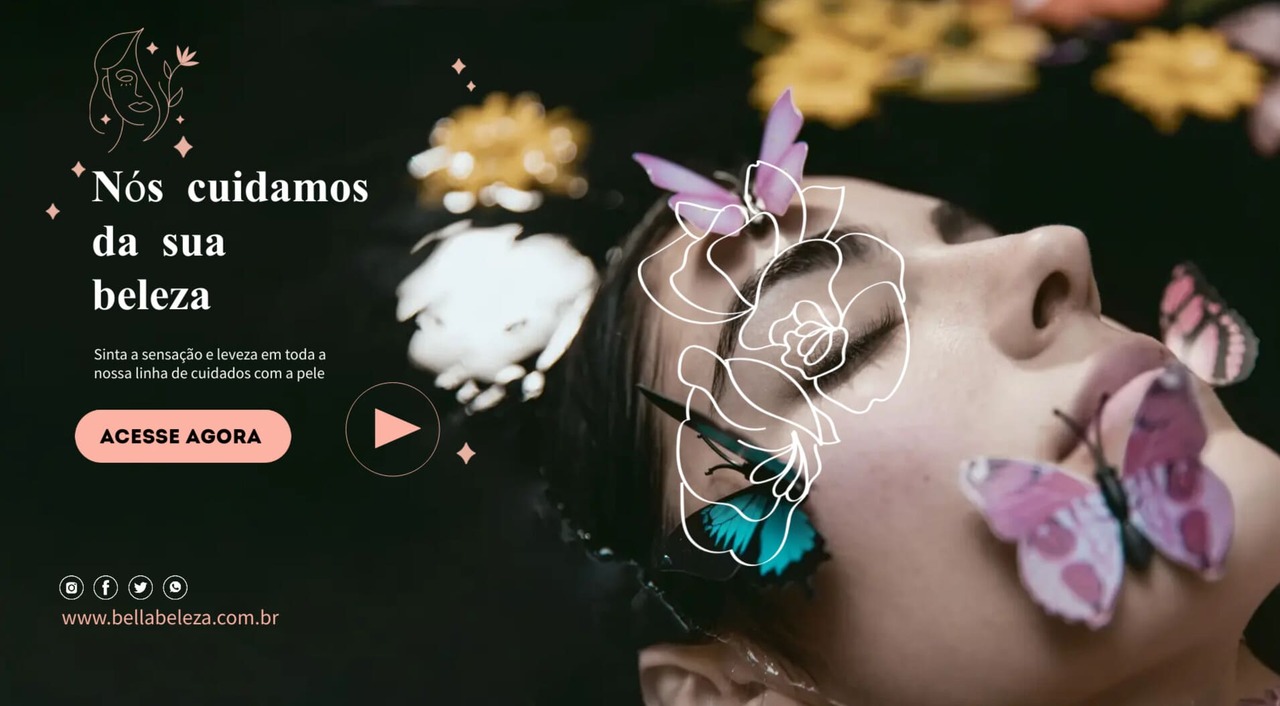 Nós cuidamos
da sua
beleza
Sinta a sensação e leveza em toda a
nossa linha de cuidados com a pele
ACESSE AGORA
www.bellabeleza.com.br